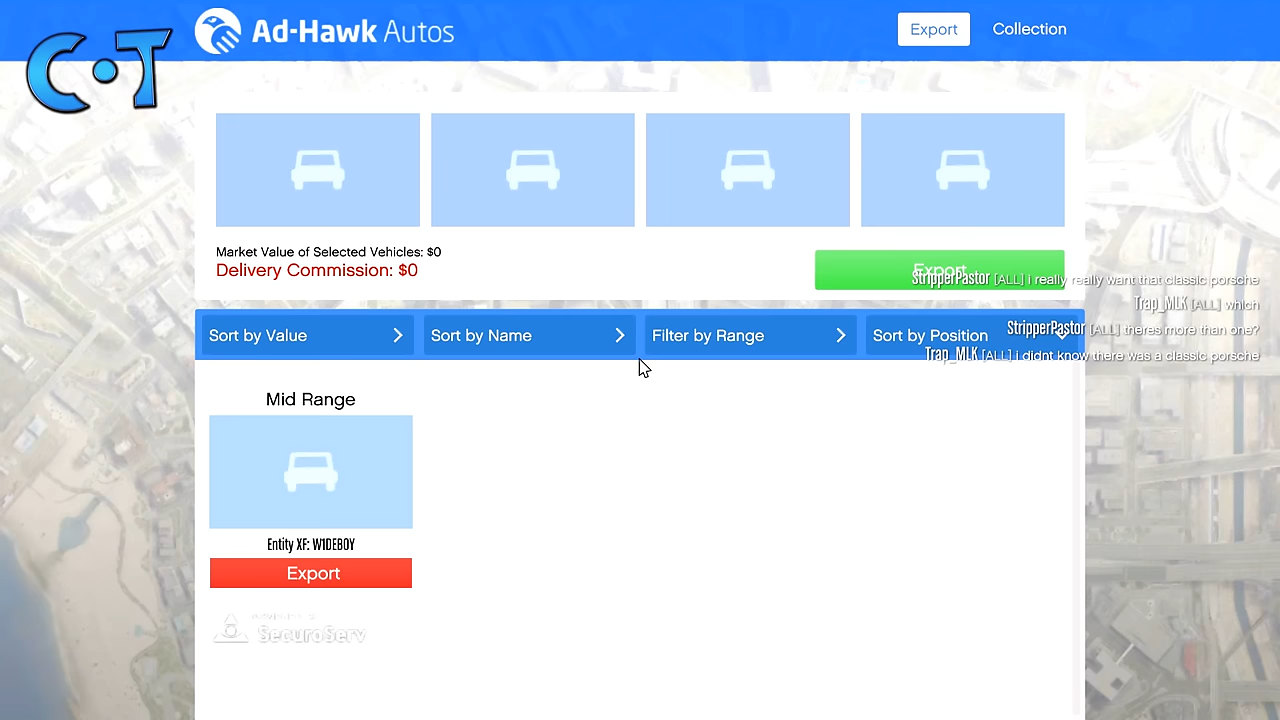 C·T
Ad-Hawk Autos
Export
Collection
Market Value of Selected Vehicles: $0
Delivery Commission: $0
Export
StripperPastor [ALL] i really really want that classic porsche
Trap_MLK [ALL] which
StripperPastor [ALL] theres more than one?
Trap_MLK [ALL] i didnt know there was a classic porsche
Sort by Value
Sort by Name
Filter by Range
Sort by Position
Mid Range
Entity XF: W1DEBOY
Export
SecuroServ